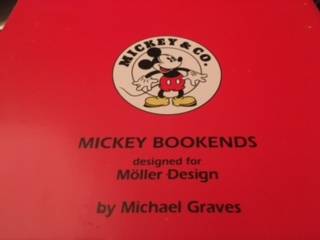 MICKEY & CO.
MICKEY BOOKENDS
designed for
Möller Design
by Michael Graves